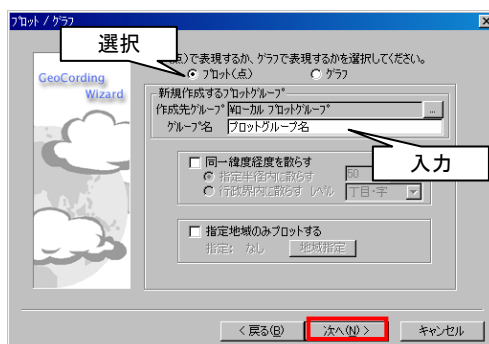 ﾌﾟﾛｯﾄ / ｸﾞﾗﾌ
選択
点）で表現するか、ｸﾞﾗﾌで表現するかを選択してください。
ﾌﾟﾛｯﾄ(点)
ｸﾞﾗﾌ
GeoCording
Wizard
新規作成するﾌﾟﾛｯﾄｸﾞﾙｰﾌﾟ
作成先ｸﾞﾙｰﾌﾟ
¥ﾛｰｶﾙ ﾌﾟﾛｯﾄｸﾞﾙｰﾌﾟ
...
ｸﾞﾙｰﾌﾟ名
プロットグループ名
入力
同一緯度経度を散らす
指定半径内に散らす
50
行政界内に散らす ﾚﾍﾞﾙ
丁目・字
指定地域のみプロットする
指定: なし
地域指定
< 戻る(B)
次へ(N) >
キャンセル